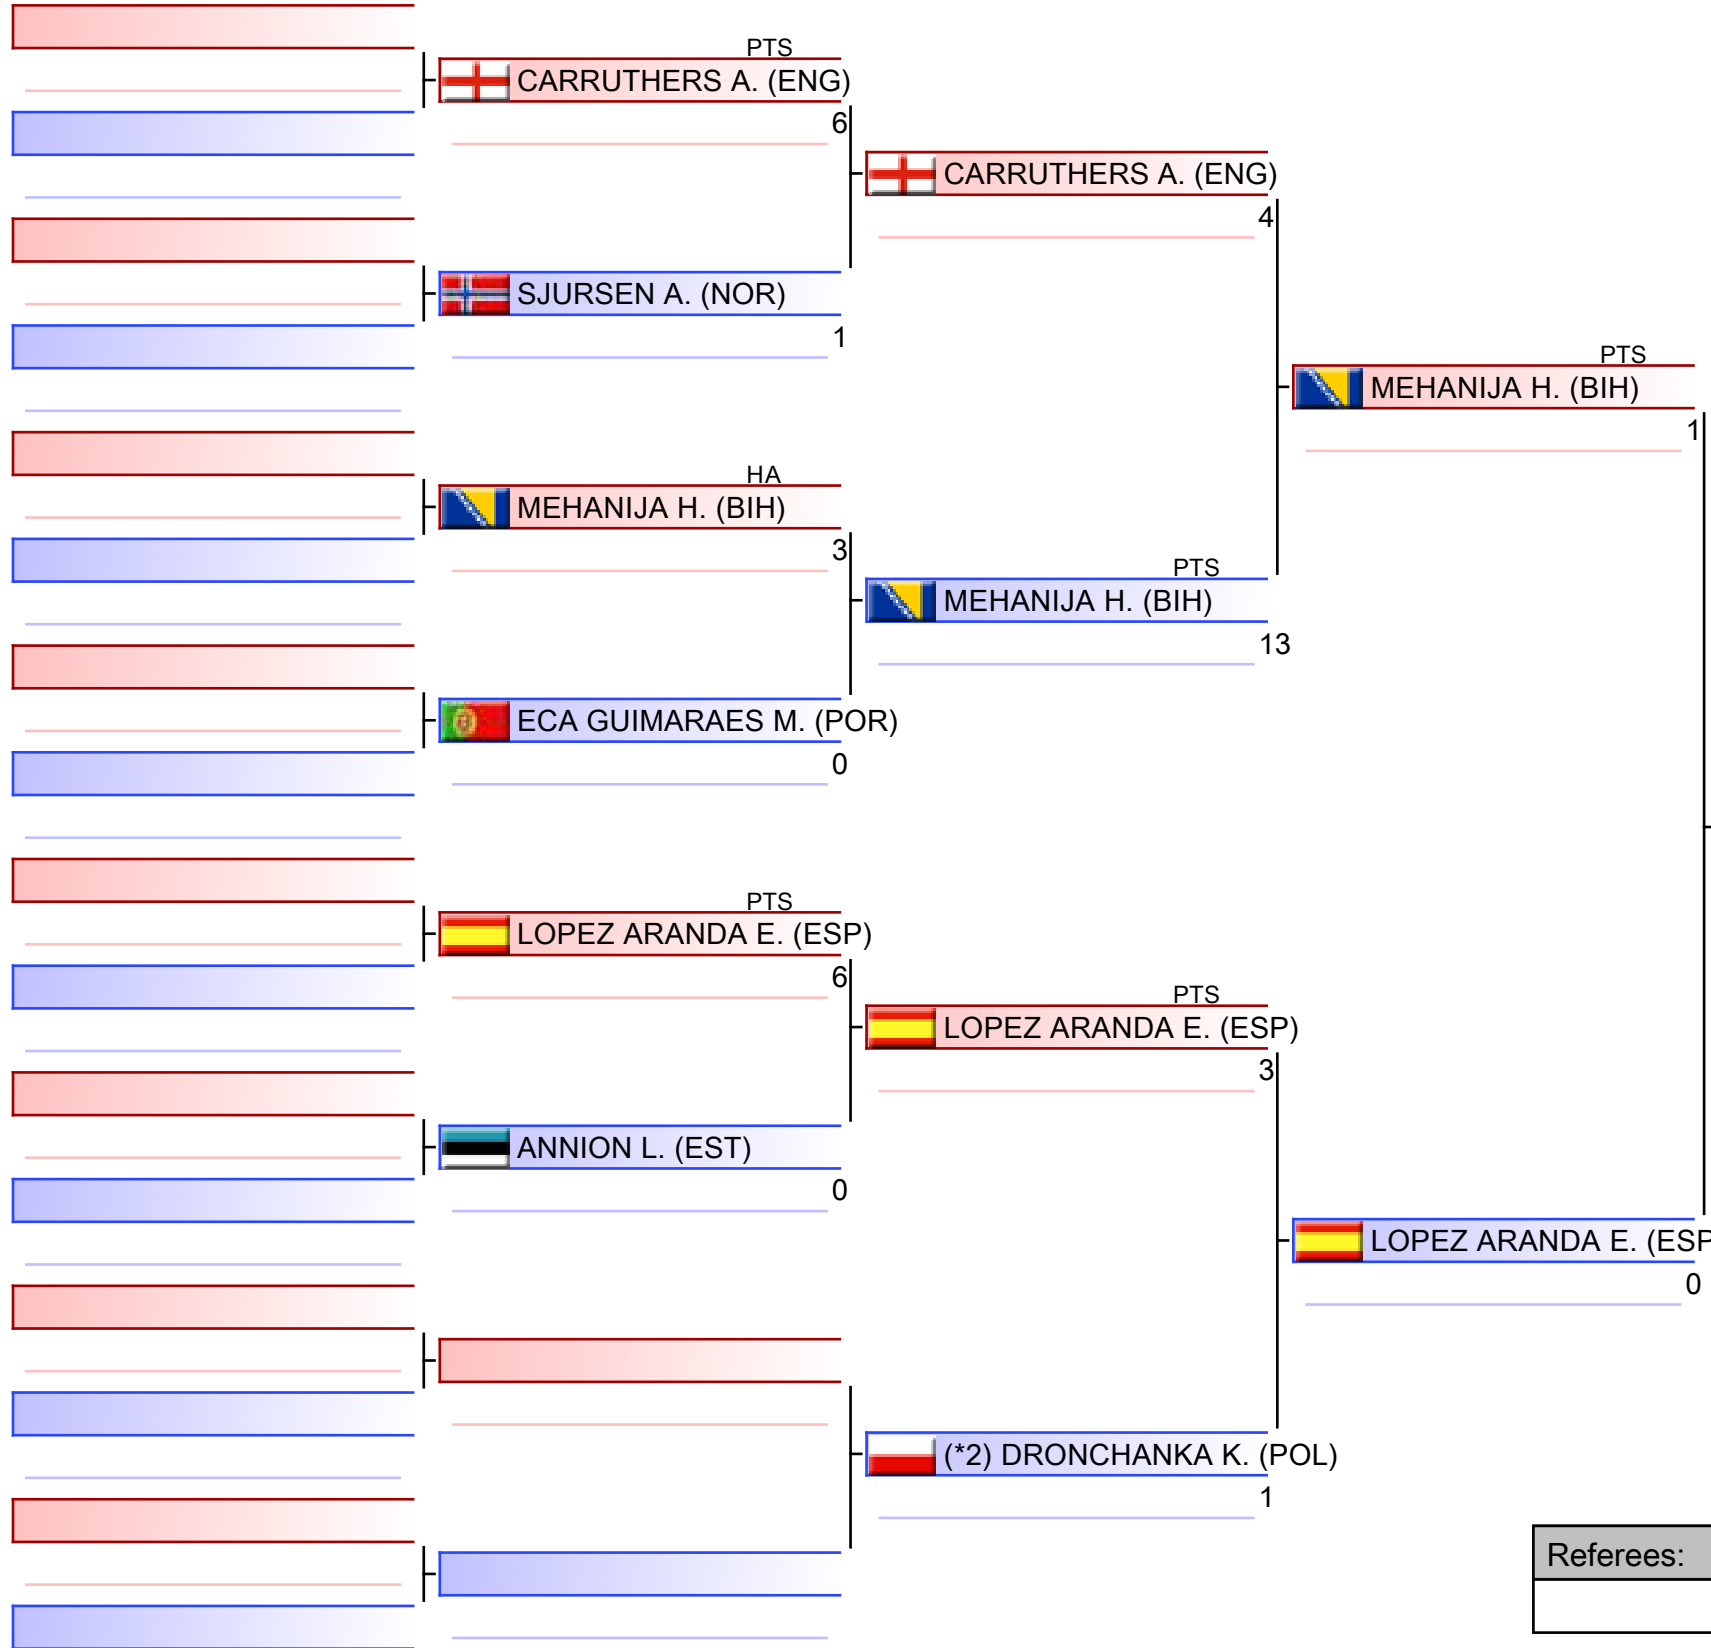 PTS
CARRUTHERS A. (ENG)
6
CARRUTHERS A. (ENG)
4
SJURSEN A. (NOR)
1
PTS
MEHANIJA H. (BIH)
1
HA
MEHANIJA H. (BIH)
3
PTS
MEHANIJA H. (BIH)
13
ECA GUIMARAES M. (POR)
0
PTS
LOPEZ ARANDA E. (ESP)
6
PTS
LOPEZ ARANDA E. (ESP)
3
ANNION L. (EST)
0
LOPEZ ARANDA E. (ESP
0
(*2) DRONCHANKA K. (POL)
1
Referees: